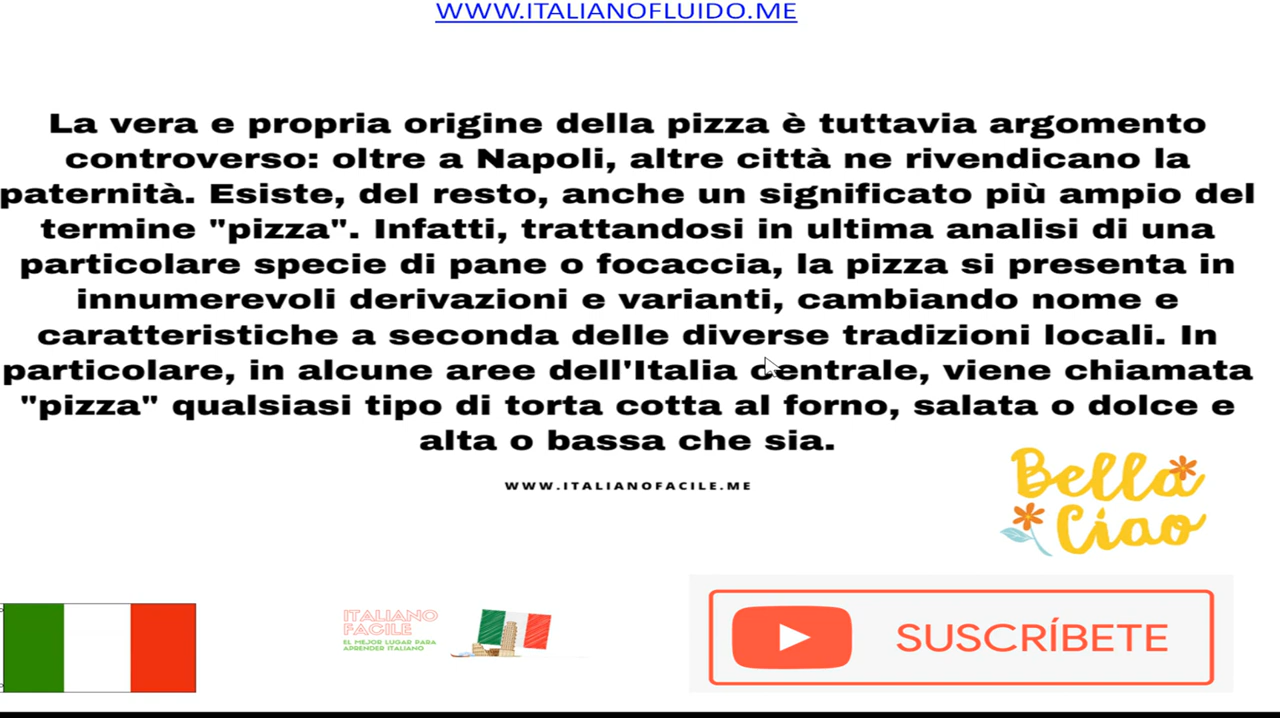 WWW.ITALIANOFLUIDO.ME
La vera e propria origine della pizza è tuttavia argomento
controverso: oltre a Napoli, altre città ne rivendicano la
paternità. Esiste, del resto, anche un significato più ampio del
termine "pizza". Infatti, trattandosi in ultima analisi di una
particolare specie di pane o focaccia, la pizza si presenta in
innumerevoli derivazioni e varianti, cambiando nome e
caratteristiche a seconda delle diverse tradizioni locali. In
particolare, in alcune aree dell'Italia centrale, viene chiamata
"pizza" qualsiasi tipo di torta cotta al forno, salata o dolce e
alta o bassa che sia.
WWW.ITALIANOFACILE.ME
Bella
Ciao
ITALIANO
FACILE
EL MEJOR LUGAR PARA
APRENDER ITALIANO
SUSCRÍBETE